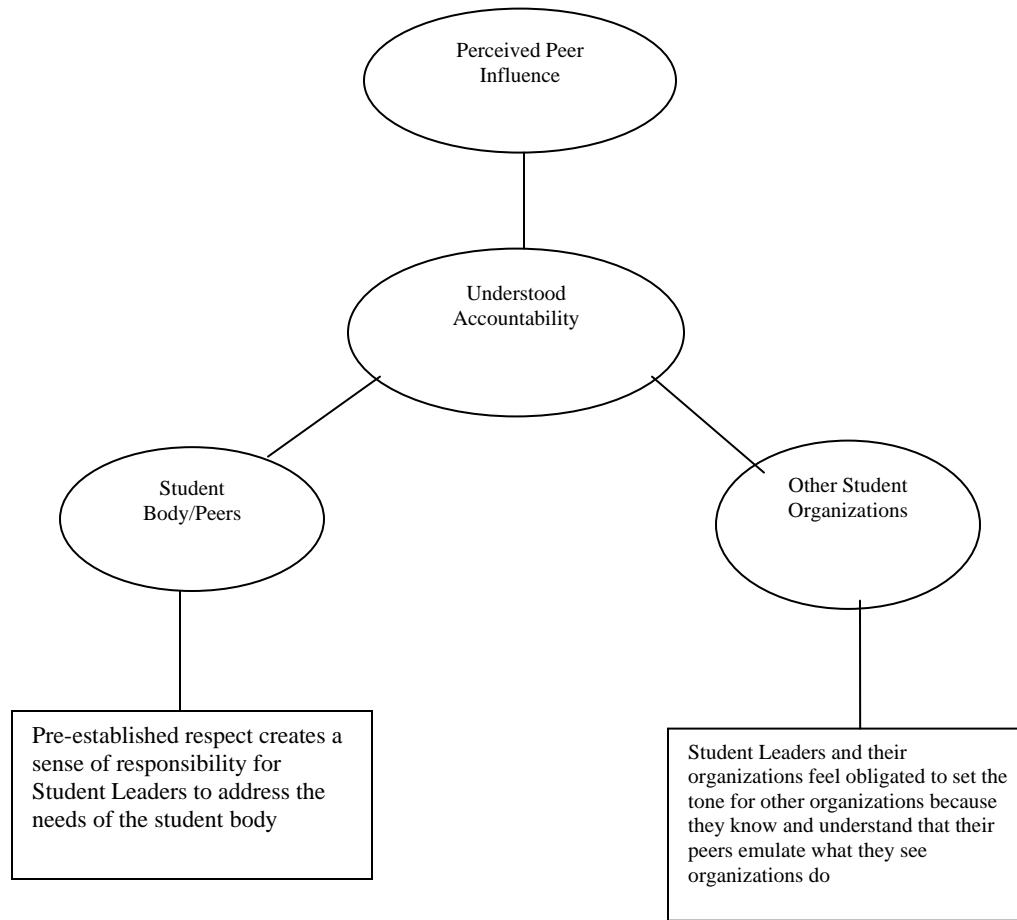 Perceived Peer
Influence
Understood
Accountability
Student
Body/Peers
Other Student
Organizations
Pre-established respect creates a
sense of responsibility for
Student Leaders to address the
needs of the student body
Student Leaders and their
organizations feel obligated to set the
tone for other organizations because
they know and understand that their
peers emulate what they see
organizations do